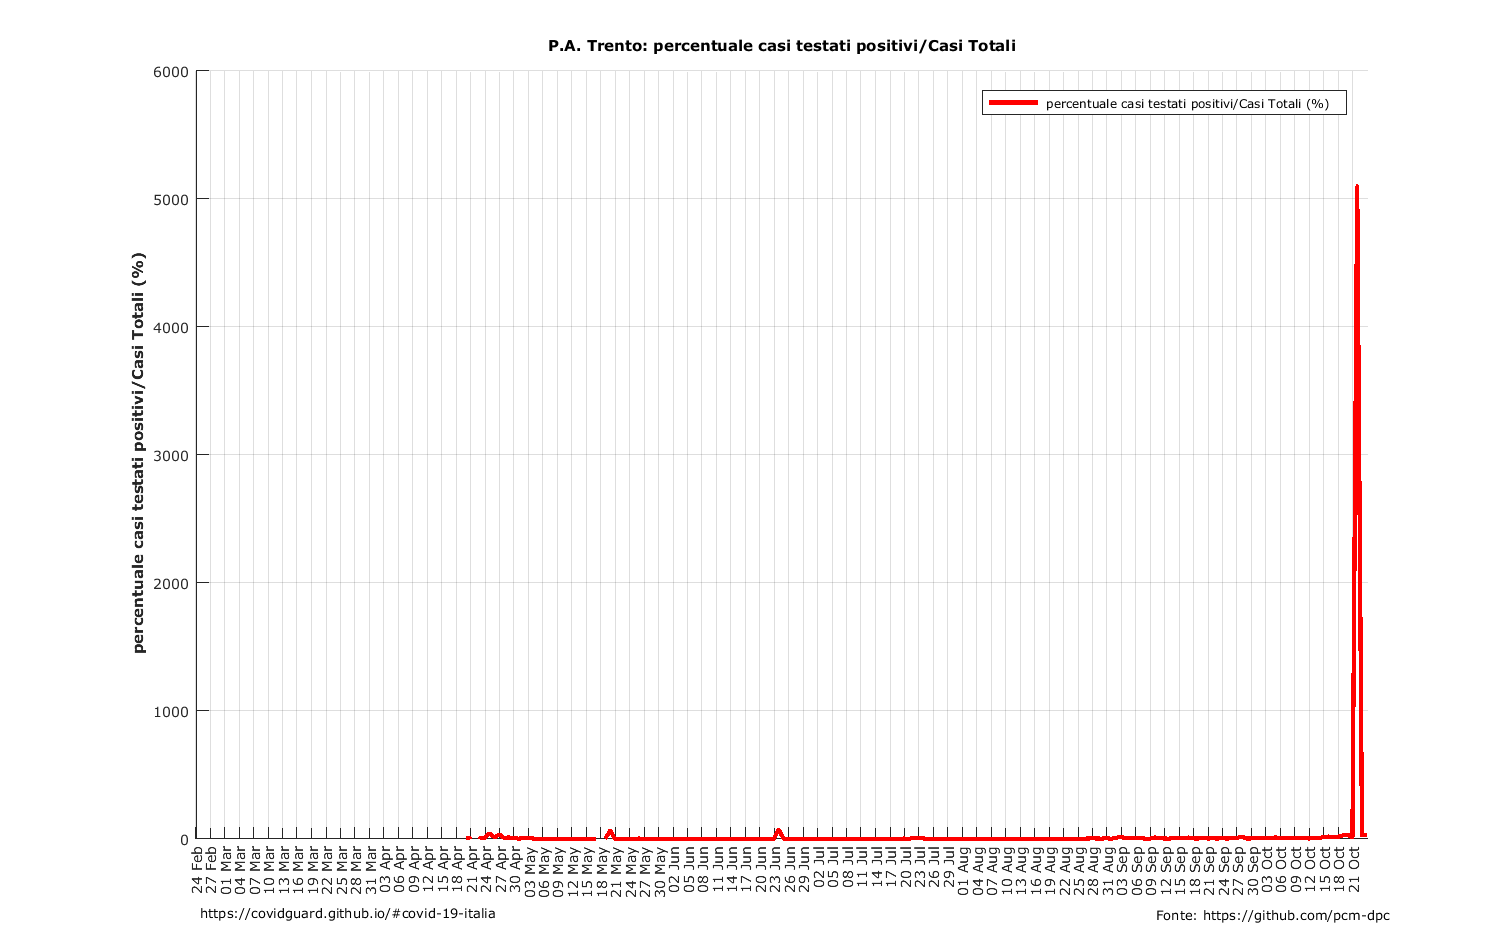 P.A. Trento: percentuale casi testati positivi/Casi Totali
percentuale casi testati positivi/Casi Totali (%)
percentuale casi testati positivi/Casi Totali (%)
6000
5000
4000
3000
2000
1000
0
24 Feb
27 Feb
01 Mar
04 Mar
07 Mar
10 Mar
13 Mar
16 Mar
19 Mar
22 Mar
25 Mar
28 Mar
31 Mar
03 Apr
06 Apr
09 Apr
12 Apr
15 Apr
18 Apr
21 Apr
24 Apr
27 Apr
30 Apr
03 May
06 May
09 May
12 May
15 May
18 May
21 May
24 May
27 May
30 May
02 Jun
05 Jun
08 Jun
11 Jun
14 Jun
17 Jun
20 Jun
23 Jun
26 Jun
29 Jun
02 Jul
05 Jul
08 Jul
11 Jul
14 Jul
17 Jul
20 Jul
23 Jul
26 Jul
29 Jul
01 Aug
04 Aug
07 Aug
10 Aug
13 Aug
16 Aug
19 Aug
22 Aug
25 Aug
28 Aug
31 Aug
03 Sep
06 Sep
09 Sep
12 Sep
15 Sep
18 Sep
21 Sep
24 Sep
27 Sep
30 Sep
03 Oct
06 Oct
09 Oct
12 Oct
15 Oct
18 Oct
21 Oct
https://covidguard.github.io/#covid-19-italia
Fonte: https://github.com/pcm-dpc